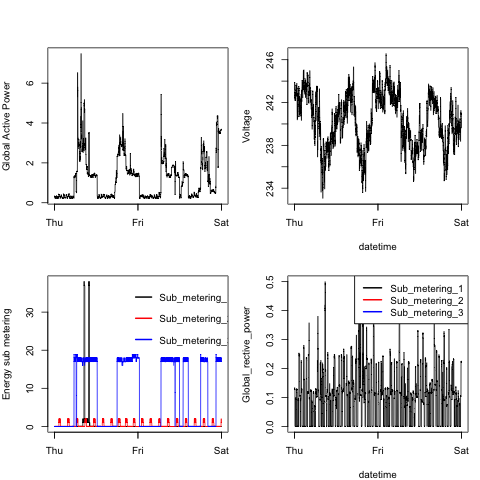 Global Active Power
0 2 4 6
Thu Fri Sat
Voltage
234 238 242 246
Thu Fri Sat
datetime
Energy sub metering
0 10 20 30
Thu Fri Sat
Sub_metering_
Sub_metering_
Sub_metering_
Global_rective_power
0.0 0.1 0.2 0.3 0.4 0.5
Thu Fri Sat
datetime
Sub_metering_1
Sub_metering_2
Sub_metering_3